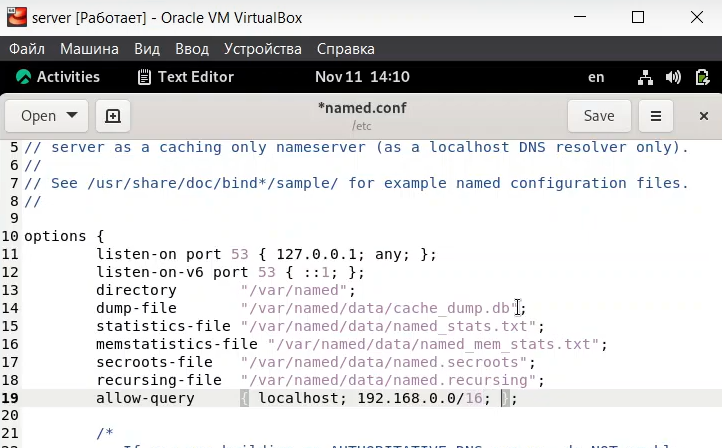 server [Работает] - Oracle VM VirtualBox
Файл Машина Вид Ввод Устройства Справка
Activities Text Editor Nov 11 14:10 en
Open *named.conf Save
/etc
5 // server as a caching only nameserver (as a localhost DNS resolver only).
6 //
7 // See /usr/share/doc/bind*/sample/ for example named configuration files.
8 //
9
10 options {
11 listen-on port 53 { 127.0.0.1; any; };
12 listen-on-v6 port 53 { ::1; };
13 directory "/var/named";
14 dump-file "/var/named/data/cache_dump.db";
15 statistics-file "/var/named/data/named_stats.txt";
16 memstatistics-file "/var/named/data/named_mem_stats.txt";
17 secroots-file "/var/named/data/named.secroots";
18 recursing-file "/var/named/data/named.recursing";
19 allow-query { localhost; 192.168.0.0/16; };
20
21 /*